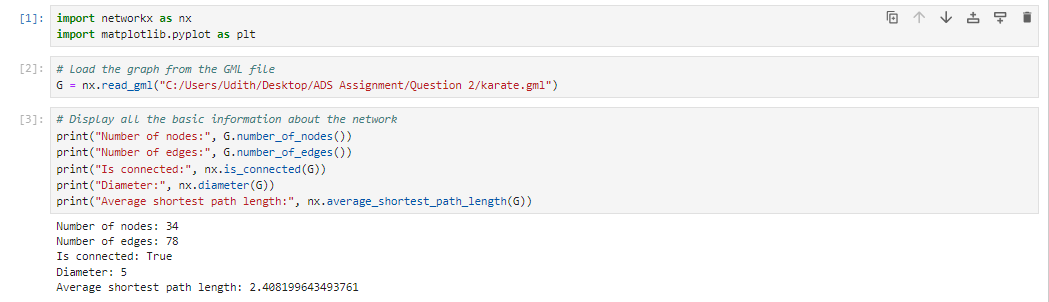 [1]: import networkx as nx
import matplotlib.pyplot as plt
[2]: # Load the graph from the GML file
G = nx.read_gml("C:/Users/Udith/Desktop/ADS Assignment/Question 2/karate.gml")
[3]: # Display all the basic information about the network
print("Number of nodes:", G.number_of_nodes())
print("Number of edges:", G.number_of_edges())
print("Is connected:", nx.is_connected(G))
print("Diameter:", nx.diameter(G))
print("Average shortest path length:", nx.average_shortest_path_length(G))
Number of nodes: 34
Number of edges: 78
Is connected: True
Diameter: 5
Average shortest path length: 2.408199643493761